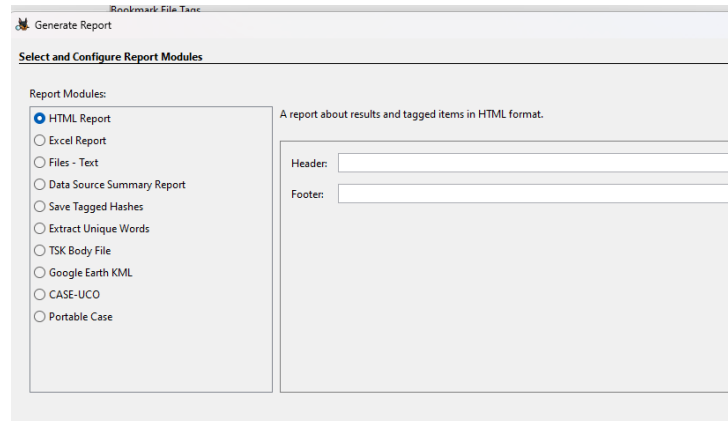 Bookmark File Tags
Generate Report
Select and Configure Report Modules
Report Modules:
HTML Report
Excel Report
Files - Text
Data Source Summary Report
Save Tagged Hashes
Extract Unique Words
TSK Body File
Google Earth KML
CASE-UCO
Portable Case
A report about results and tagged items in HTML format.
Header:
Footer: